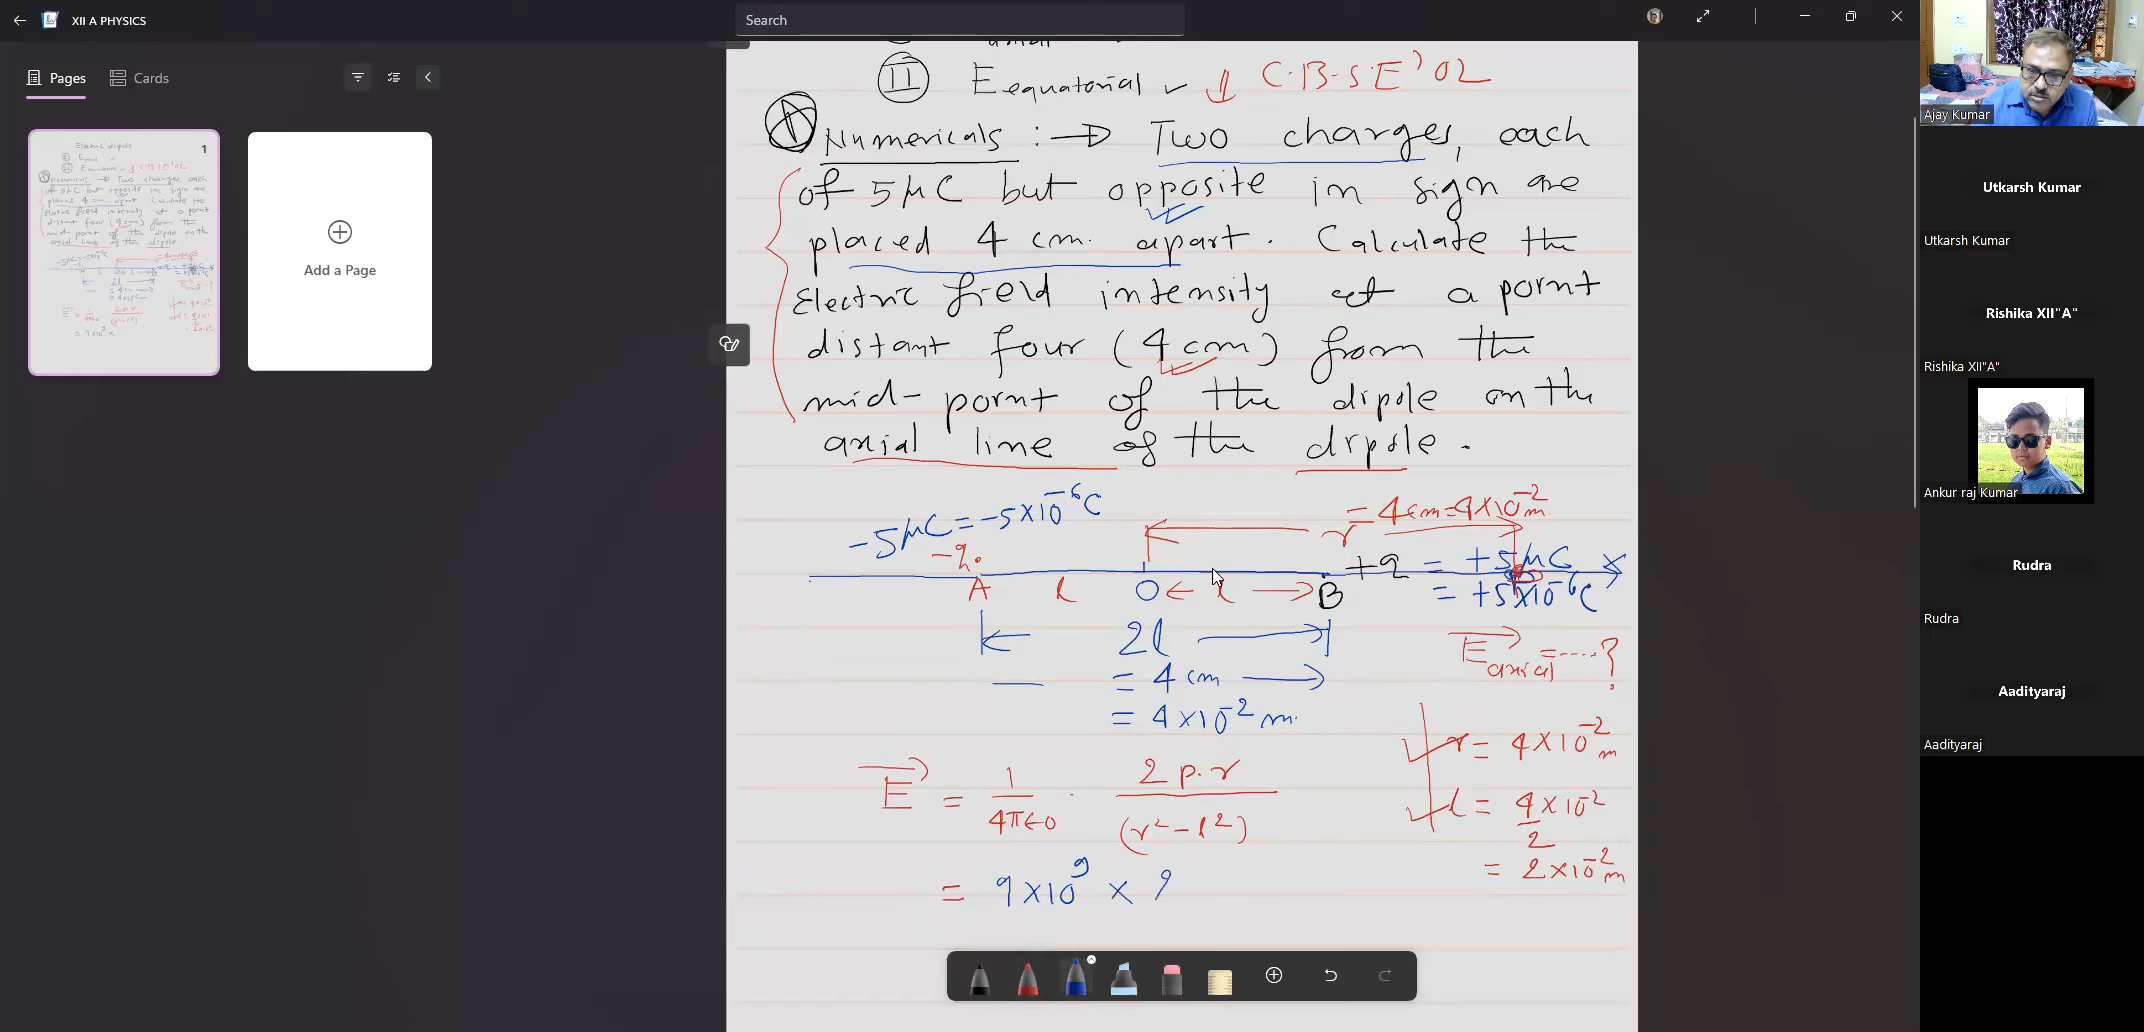 XII A PHYSICS
Search
Pages
Cards
1
Add a Page
axial
II E equatorial ✓ ↓ C.B.S.E'02
Numericals :→ Two charges, each
of 5μC but opposite in sign are
placed 4 cm. apart. Calculate the
Electric field intensity at a point
distant four (4 cm) from the
mid-point of the dipole on the
axial line of the dipole.
-5μC = -5×10⁻⁶C
= 4cm=4×10⁻²m
r
-q
+q = +5μC
A l O ← l → B = +5×10⁻⁶C
2l
= 4 cm
= 4×10⁻² m.
E axial = ----- ?
r = 4×10⁻² m
l = 4×10⁻² / 2
= 2×10⁻² m
E = 1/4π∈0 . 2 p.r / (r² - l²)
= 9×10⁹ ×
Ajay Kumar
Utkarsh Kumar
Utkarsh Kumar
Rishika XII"A"
Rishika XII"A"
Ankur raj Kumar
Rudra
Rudra
Aadityaraj
Aadityaraj